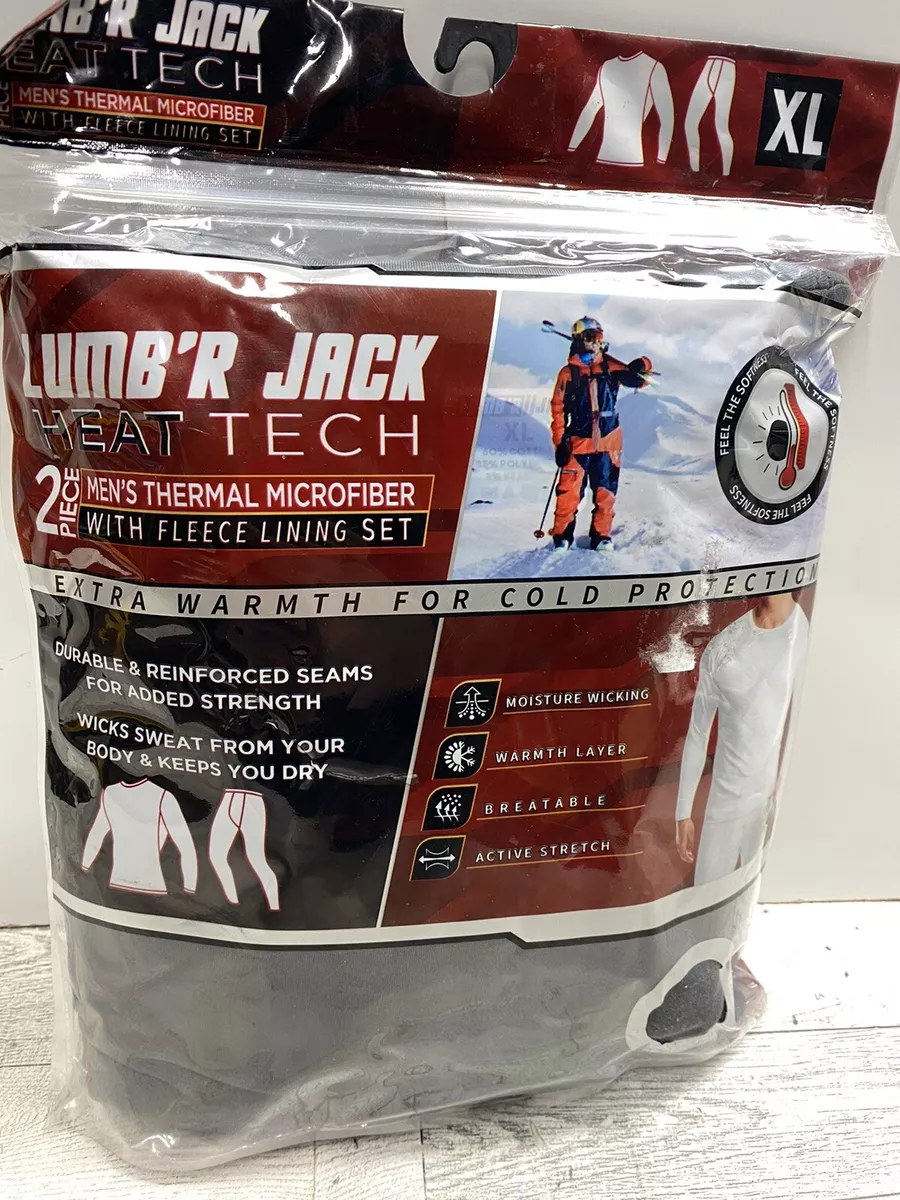 MB'R JACK
EAT TECH
MEN'S THERMAL MICROFIBER
WITH FLEECE LINING SET
XL
LUMB'R JACK
HEAT TECH
2 PIECE
MEN'S THERMAL MICROFIBER
WITH FLEECE LINING SET
XL
FEEL THE SOFTNESS FEEL THE SOFTNESS FEEL THE SOFTNESS
EXTRA WARMTH FOR COLD PROTECTION
DURABLE & REINFORCED SEAMS
FOR ADDED STRENGTH
WICKS SWEAT FROM YOUR
BODY & KEEPS YOU DRY
MOISTURE WICKING
WARMTH LAYER
BREATABLE
ACTIVE STRETCH